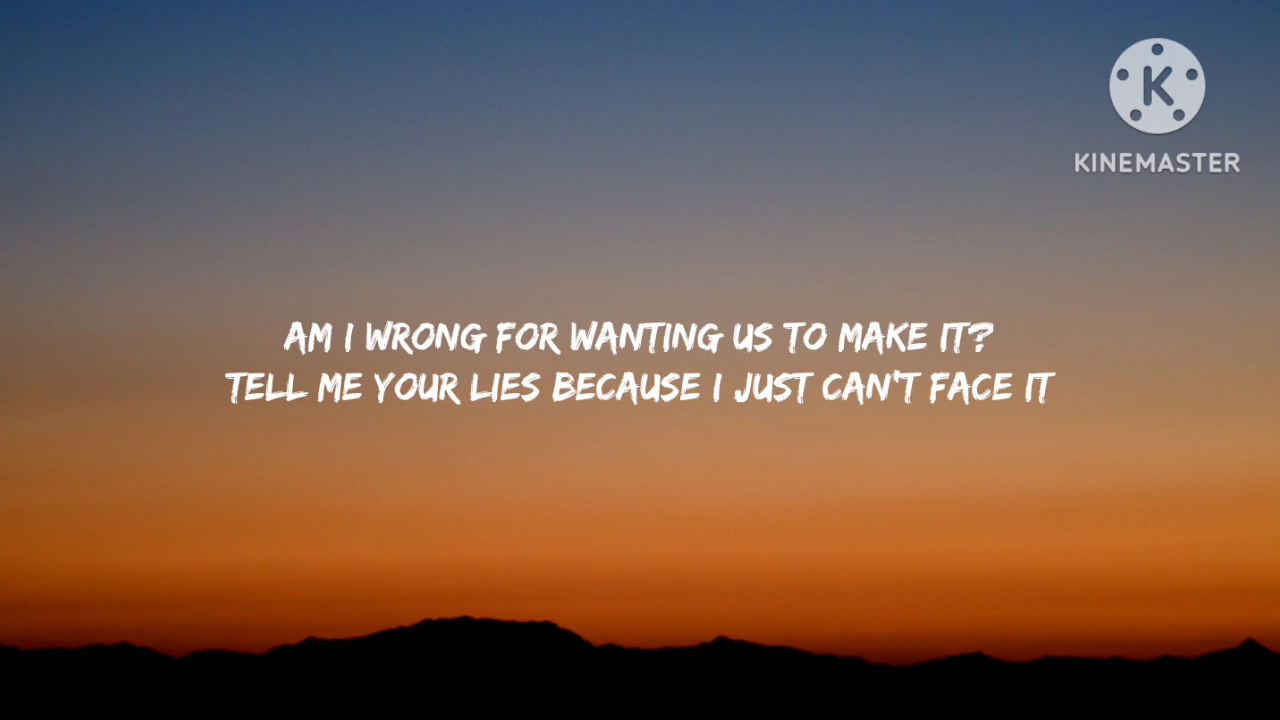 K
KINEMASTER
AM I WRONG FOR WANTING US TO MAKE IT?
TELL ME YOUR LIES BECAUSE I JUST CAN'T FACE IT